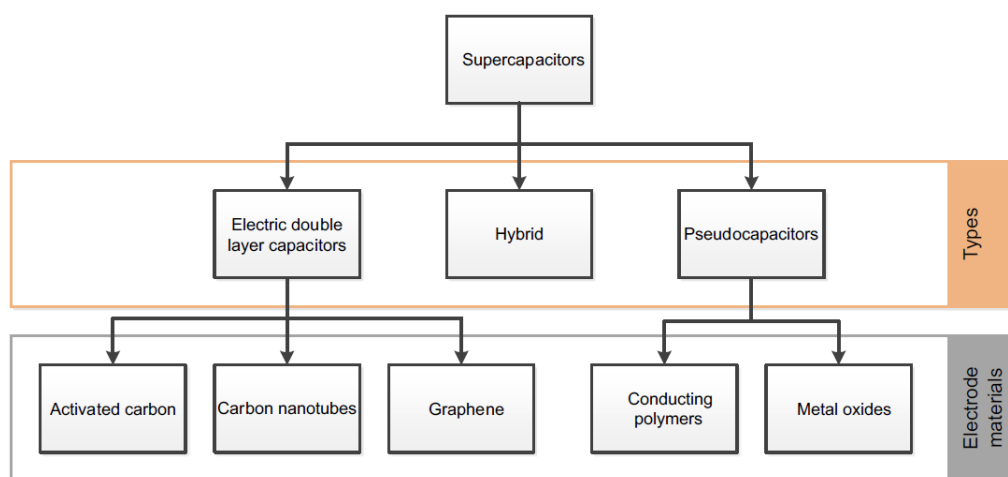 Supercapacitors
Electric double
layer capacitors
Hybrid
Pseudocapacitors
Types
Activated carbon
Carbon nanotubes
Graphene
Conducting
polymers
Metal oxides
Electrode
materials